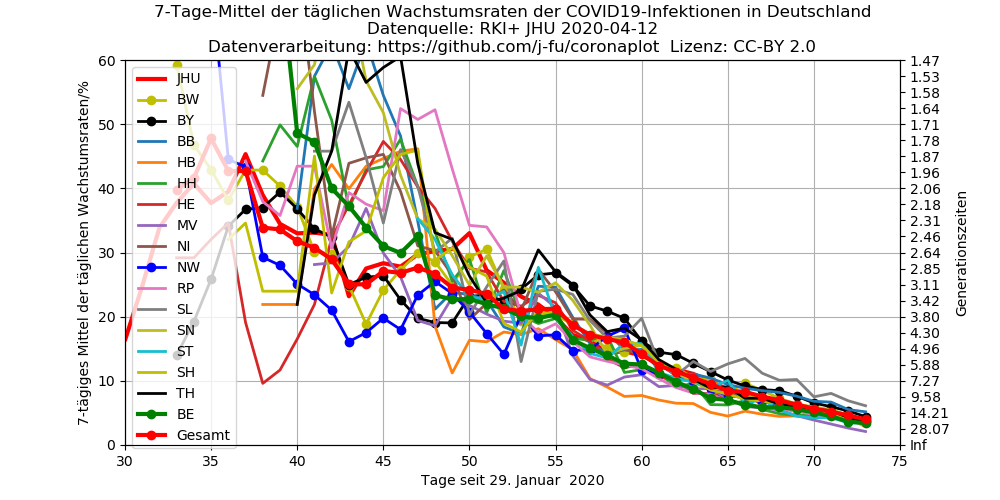 7-Tage-Mittel der täglichen Wachstumsraten der COVID19-Infektionen in Deutschland
Datenquelle: RKI+ JHU 2020-04-12
Datenverarbeitung: https://github.com/j-fu/coronaplot Lizenz: CC-BY 2.0
7-tägiges Mittel der täglichen Wachstumsraten/%
60
50
40
30
20
10
0
JHU
BW
BY
BB
HB
HH
HE
MV
NI
NW
RP
SL
SN
ST
SH
TH
BE
Gesamt
1.47
1.53
1.58
1.64
1.71
1.78
1.87
1.96
2.06
2.18
2.31
2.46
2.64
2.85
3.11
3.42
3.80
4.30
4.96
5.88
7.27
9.58
14.21
28.07
Inf
Generationszeiten
30 35 40 45 50 55 60 65 70 75
Tage seit 29. Januar 2020